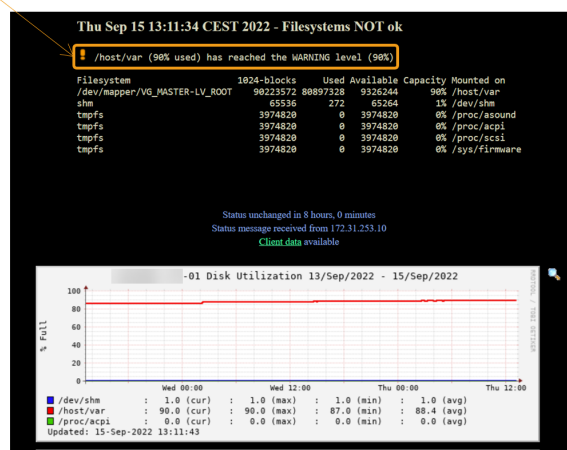 Thu Sep 15 13:11:34 CEST 2022 - Filesystems NOT ok
/host/var (90% used) has reached the WARNING level (90%)
Filesystem 1024-blocks Used Available Capacity Mounted on
/dev/mapper/VG_MASTER-LV_ROOT 90223572 80897328 9326244 90% /host/var
shm 65536 272 65264 1% /dev/shm
tmpfs 3974820 0 3974820 0% /proc/asound
tmpfs 3974820 0 3974820 0% /proc/acpi
tmpfs 3974820 0 3974820 0% /proc/scsi
tmpfs 3974820 0 3974820 0% /sys/firmware
Status unchanged in 8 hours, 0 minutes
Status message received from 172.31.253.10
Client data available
-01 Disk Utilization 13/Sep/2022 - 15/Sep/2022
RRDTOOL / TOBI OETIKER
% Full
100
80
60
40
20
0
Wed 00:00 Wed 12:00 Thu 00:00 Thu 12:00
/dev/shm : 1.0 (cur) : 1.0 (max) : 1.0 (min) : 1.0 (avg)
/host/var : 90.0 (cur) : 90.0 (max) : 87.0 (min) : 88.4 (avg)
/proc/acpi : 0.0 (cur) : 0.0 (max) : 0.0 (min) : 0.0 (avg)
Updated: 15-Sep-2022 13:11:43